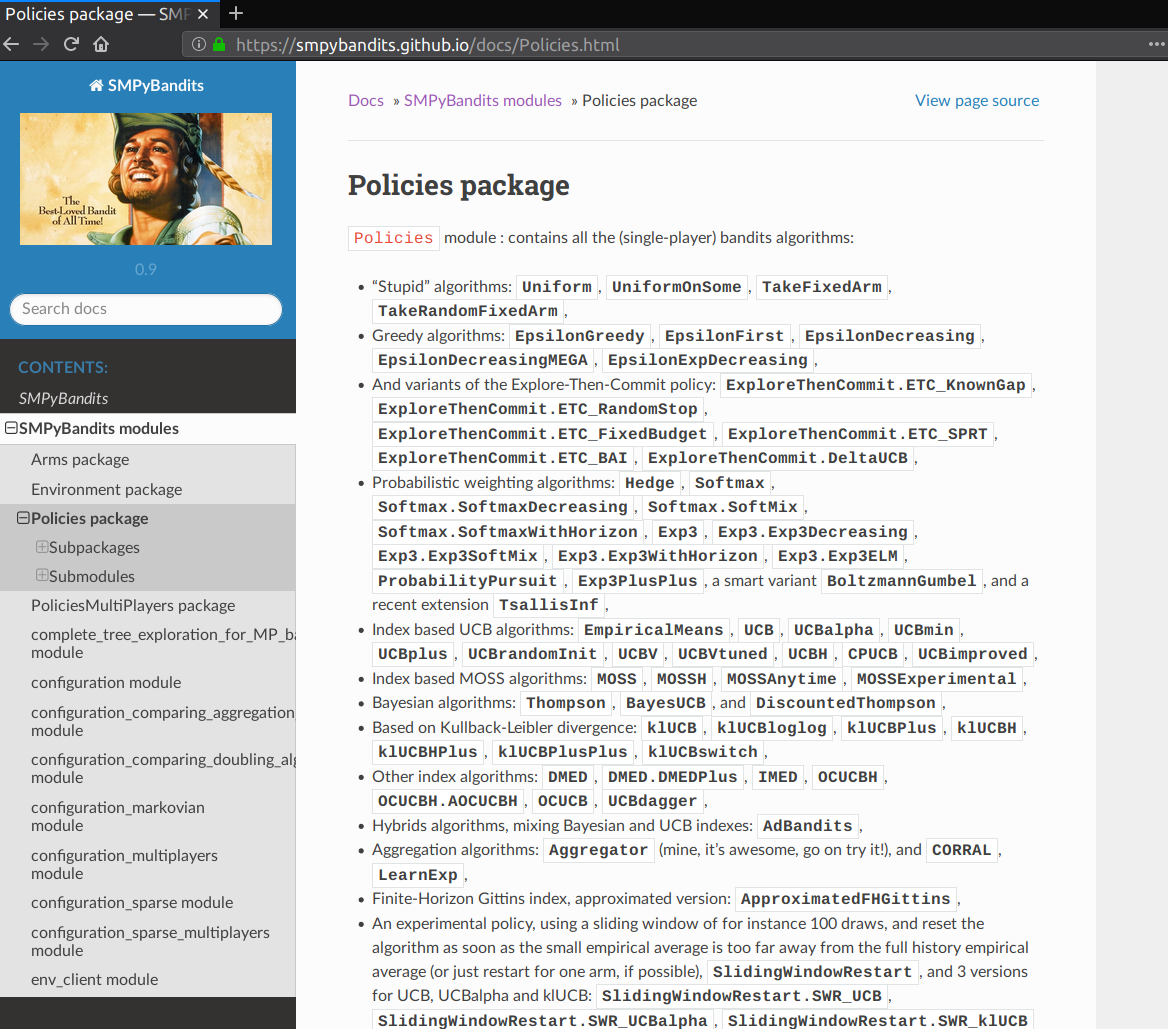 Policies package — SMP
https://smpybandits.github.io/docs/Policies.html
SMPyBandits
The
Best-Loved Bandit
of All Time!
0.9
Search docs
CONTENTS:
SMPyBandits
SMPyBandits modules
Arms package
Environment package
Policies package
Subpackages
Submodules
PoliciesMultiPlayers package
complete_tree_exploration_for_MP_ba
module
configuration module
configuration_comparing_aggregation_
module
configuration_comparing_doubling_alg
module
configuration_markovian
module
configuration_multiplayers
module
configuration_sparse module
configuration_sparse_multiplayers
module
env_client module
Docs » SMPyBandits modules » Policies package
View page source
Policies package
Policies module : contains all the (single-player) bandits algorithms:
• “Stupid” algorithms: Uniform, UniformOnSome, TakeFixedArm,
TakeRandomFixedArm,
• Greedy algorithms: EpsilonGreedy, EpsilonFirst, EpsilonDecreasing,
EpsilonDecreasingMEGA, EpsilonExpDecreasing,
• And variants of the Explore-Then-Commit policy: ExploreThenCommit.ETC_KnownGap,
ExploreThenCommit.ETC_RandomStop,
ExploreThenCommit.ETC_FixedBudget, ExploreThenCommit.ETC_SPRT,
ExploreThenCommit.ETC_BAI, ExploreThenCommit.DeltaUCB,
• Probabilistic weighting algorithms: Hedge, Softmax,
Softmax.SoftmaxDecreasing, Softmax.SoftMix,
Softmax.SoftmaxWithHorizon, Exp3, Exp3.Exp3Decreasing,
Exp3.Exp3SoftMix, Exp3.Exp3WithHorizon, Exp3.Exp3ELM,
ProbabilityPursuit, Exp3PlusPlus, a smart variant BoltzmannGumbel, and a
recent extension TsallisInf,
• Index based UCB algorithms: EmpiricalMeans, UCB, UCBalpha, UCBmin,
UCBplus, UCBrandomInit, UCBV, UCBVtuned, UCBH, CPUCB, UCBimproved,
• Index based MOSS algorithms: MOSS, MOSSH, MOSSAnytime, MOSSExperimental,
• Bayesian algorithms: Thompson, BayesUCB, and DiscountedThompson,
• Based on Kullback-Leibler divergence: klUCB, klUCBloglog, klUCBPlus, klUCBH,
klUCBHPlus, klUCBPlusPlus, klUCBswitch,
• Other index algorithms: DMED, DMED.DMEDPlus, IMED, OCUCBH,
OCUCBH.AOCUCBH, OCUCB, UCBdagger,
• Hybrids algorithms, mixing Bayesian and UCB indexes: AdBandits,
• Aggregation algorithms: Aggregator (mine, it’s awesome, go on try it!), and CORRAL,
LearnExp,
• Finite-Horizon Gittins index, approximated version: ApproximatedFHGittins,
• An experimental policy, using a sliding window of for instance 100 draws, and reset the
algorithm as soon as the small empirical average is too far away from the full history empirical
average (or just restart for one arm, if possible), SlidingWindowRestart, and 3 versions
for UCB, UCBalpha and klUCB: SlidingWindowRestart.SWR_UCB,
SlidingWindowRestart.SWR_UCBalpha, SlidingWindowRestart.SWR_klUCB